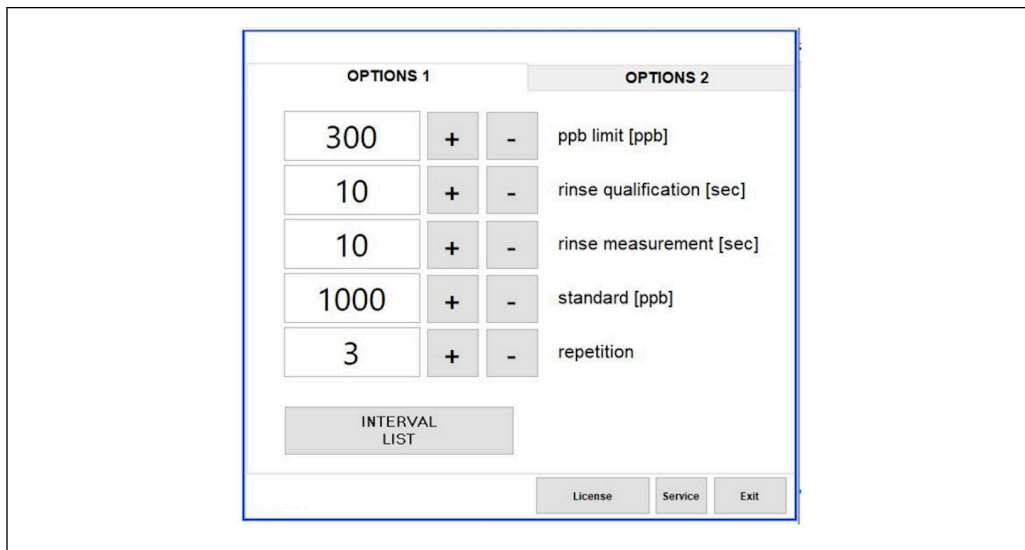 OPTIONS 1 OPTIONS 2
300 + - ppb limit [ppb]
10 + - rinse qualification [sec]
10 + - rinse measurement [sec]
1000 + - standard [ppb]
3 + - repetition
INTERVAL
LIST
License Service Exit